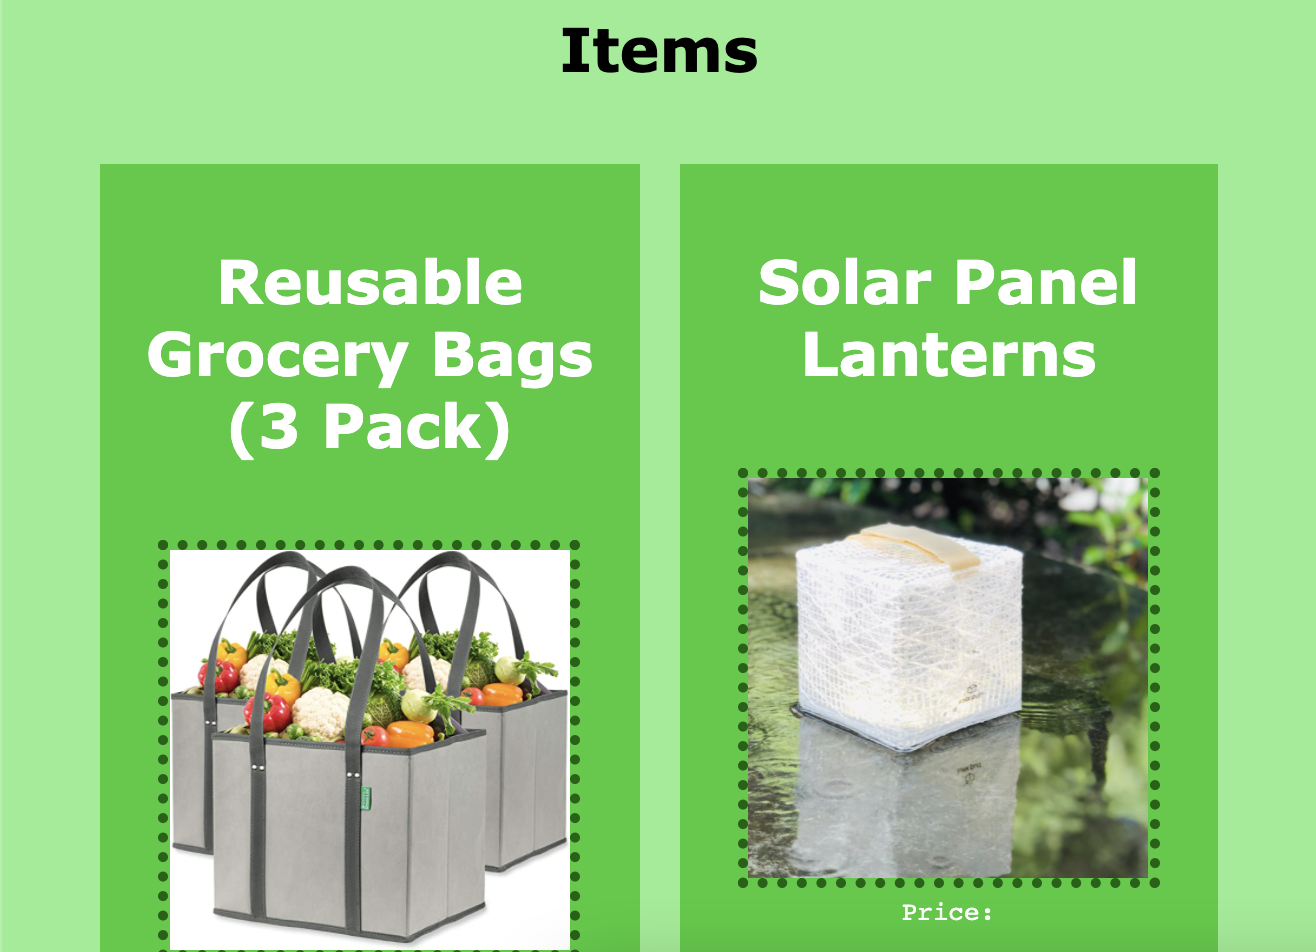 Items
Reusable
Grocery Bags
(3 Pack)
Solar Panel
Lanterns
Price: